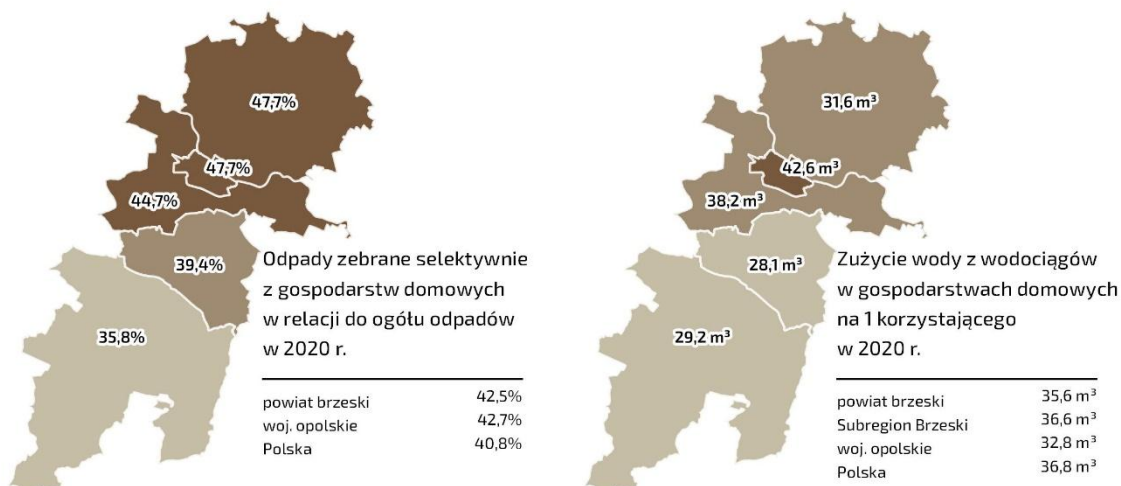 47,7%
47,7%
44,7%
39,4%
35,8%
Odpady zebrane selektywnie
z gospodarstw domowych
w relacji do ogółu odpadów
w 2020 r.
powiat brzeski 42,5%
woj. opolskie 42,7%
Polska 40,8%
31,6 m³
42,6 m³
38,2 m³
28,1 m³
29,2 m³
Zużycie wody z wodociągów
w gospodarstwach domowych
na 1 korzystającego
w 2020 r.
powiat brzeski 35,6 m³
Subregion Brzeski 36,6 m³
woj. opolskie 32,8 m³
Polska 36,8 m³